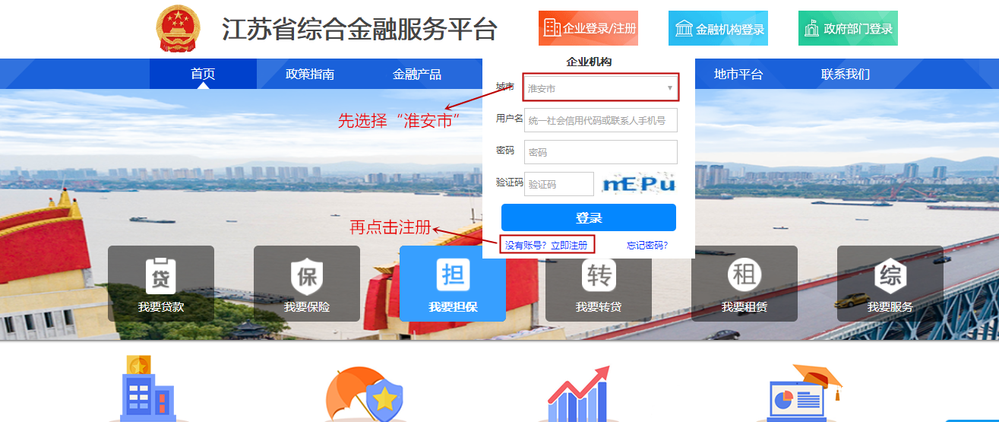 江苏省综合金融服务平台
企业登录/注册
金融机构登录
政府部门登录
首页
政策指南
金融产品
地市平台
联系我们
企业机构
城市
淮安市
先选择“淮安市”
用户名
统一社会信用代码或联系人手机号
密码
密码
验证码
验证码
mEPu
登录
再点击注册
没有账号？立即注册
忘记密码？
贷
我要贷款
保
我要保险
担
我要担保
转
我要转贷
租
我要租赁
综
我要服务